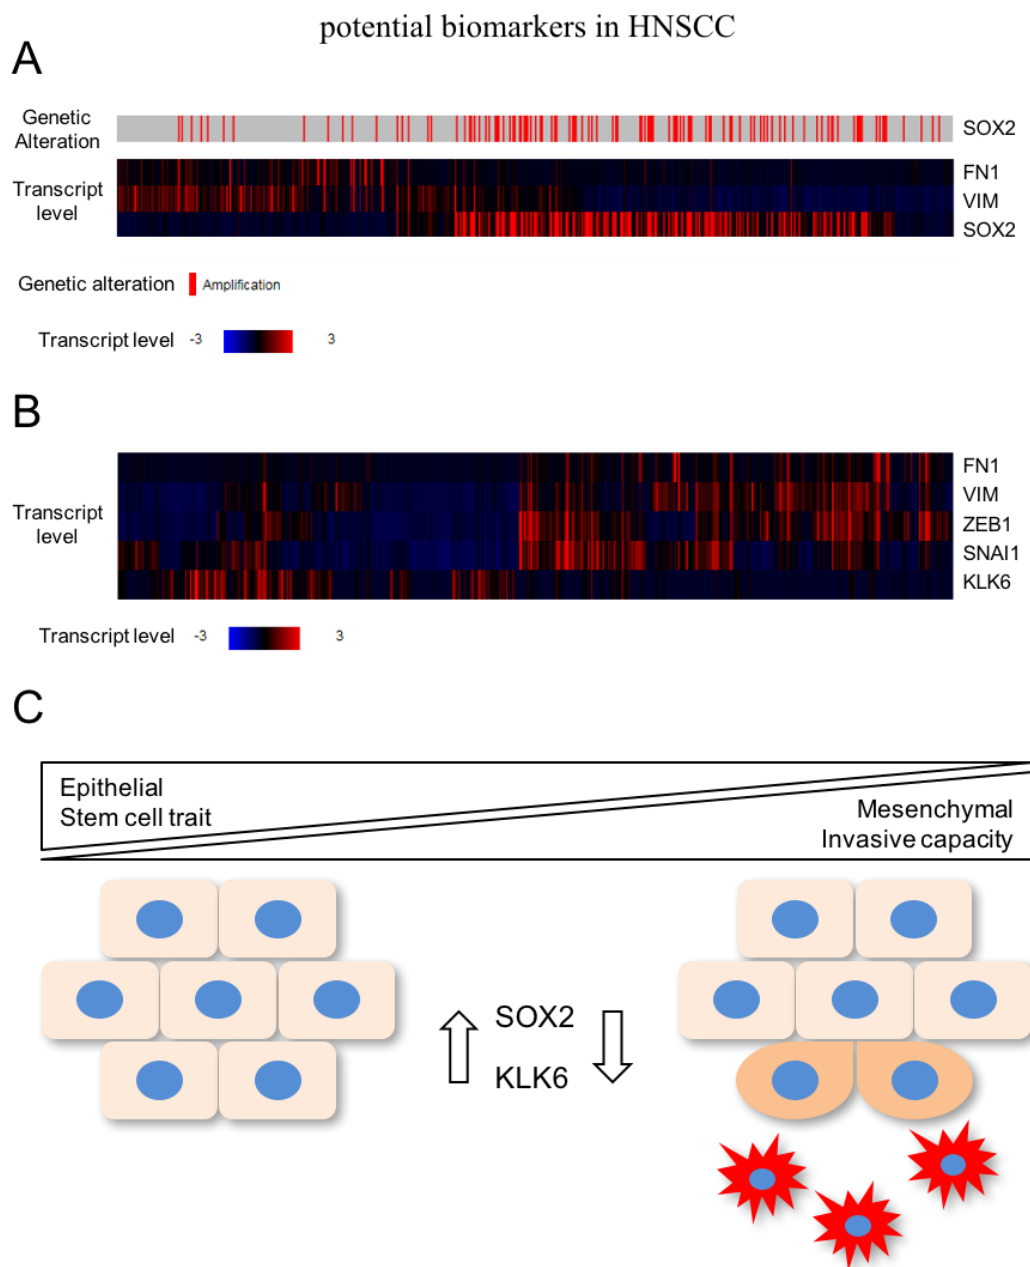 potential biomarkers in HNSCC
A
Genetic
Alteration
SOX2
Transcript
level
FN1
VIM
SOX2
Genetic alteration
Amplification
Transcript level
-3
3
B
Transcript
level
FN1
VIM
ZEB1
SNAI1
KLK6
Transcript level
-3
3
C
Epithelial
Stem cell trait
Mesenchymal
Invasive capacity
SOX2
KLK6